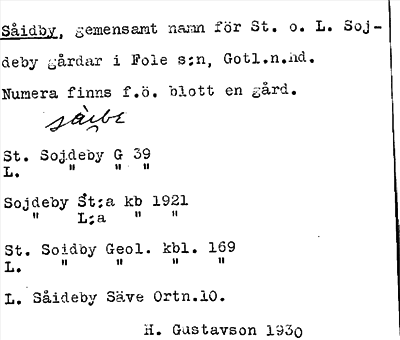 Såidby, gemensamt namn för St. o. L. Soj-
deby gårdar i Fole s:n, Gotl.n.hd.
Numera finns f.ö. blott en gård.
St. Sojdeby G 39
L. " " "
Sojdeby St:a kb 1921
" L:a " "
St. Soidby Geol. kbl. 169
L. " " " "
L. Såideby Säve Ortn.10.
H. Gustavson 1930